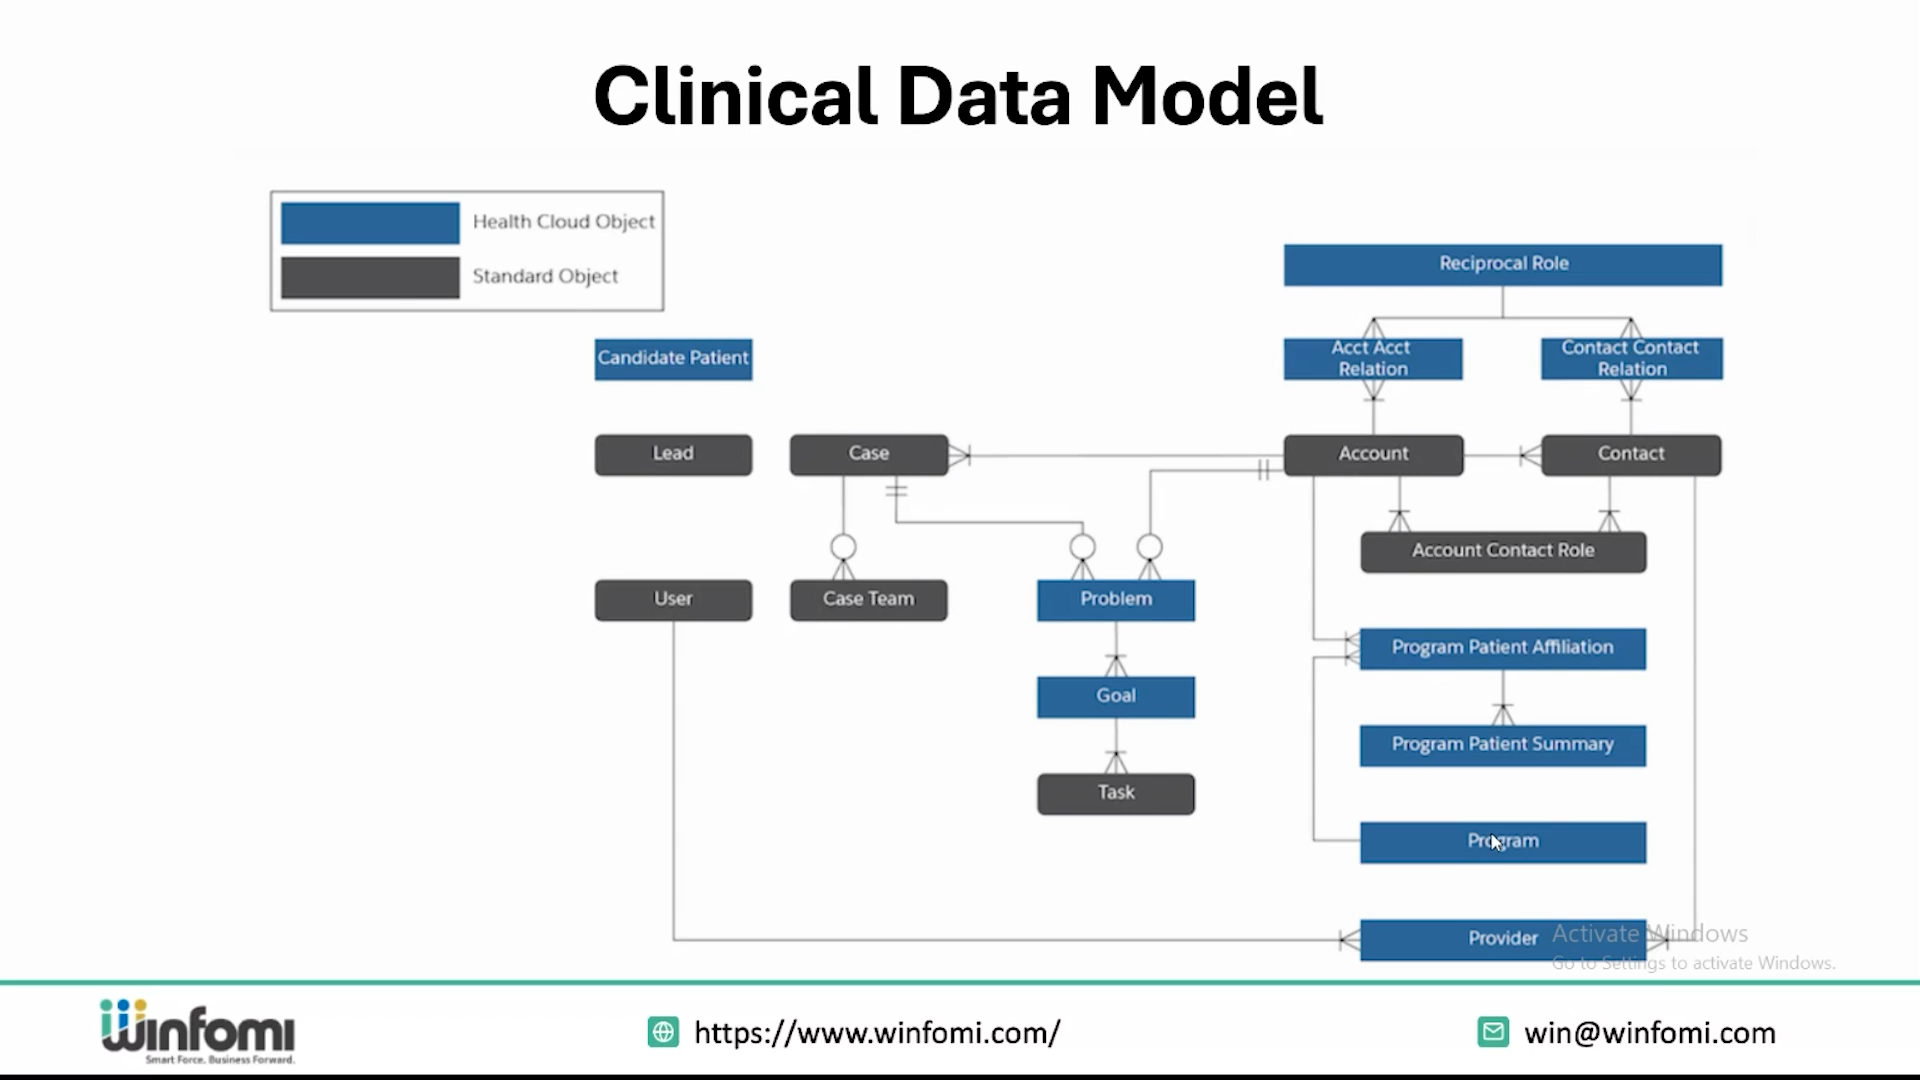 Clinical Data Model
Health Cloud Object
Standard Object
Reciprocal Role
Candidate Patient
Acct Acct
Relation
Contact Contact
Relation
Lead
Case
Account
Contact
Account Contact Role
User
Case Team
Problem
Program Patient Affiliation
Goal
Program Patient Summary
Task
Program
Provider
Activate Windows
Go to Settings to activate Windows.
winfomi
Smart Force. Business Forward.
https://www.winfomi.com/
win@winfomi.com